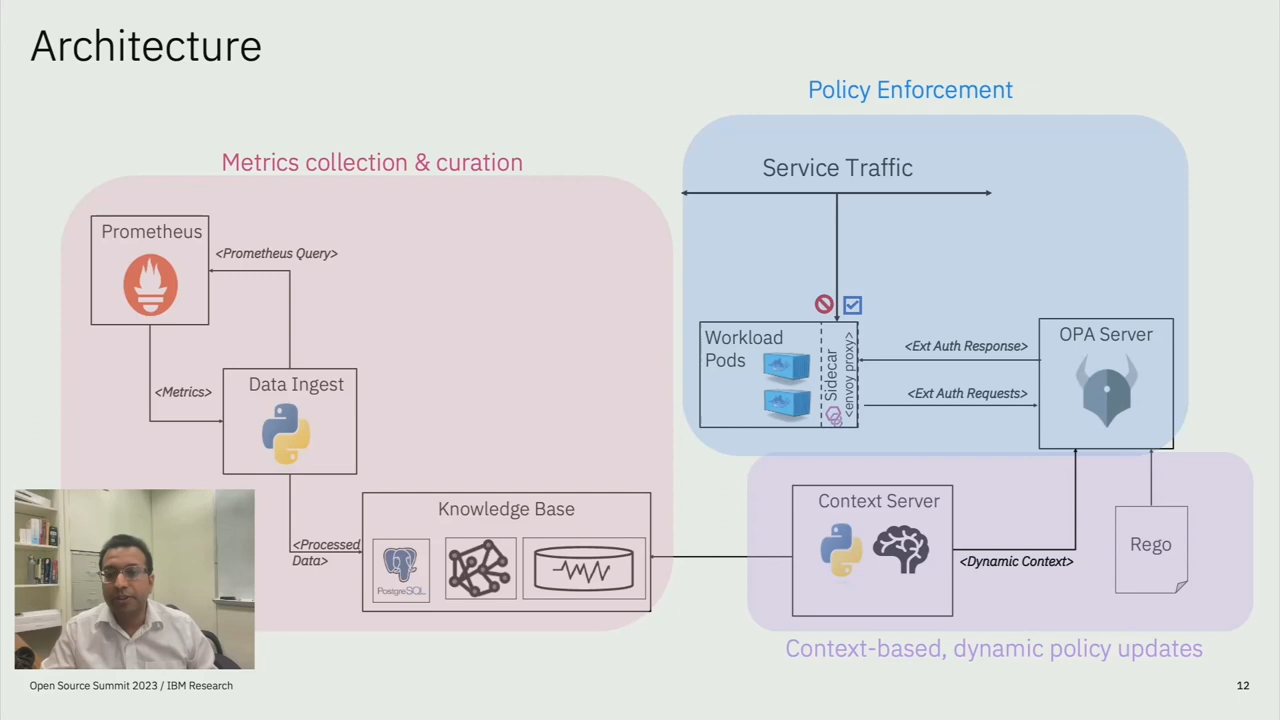 Architecture
Policy Enforcement
Metrics collection & curation
Service Traffic
Prometheus
<Prometheus Query>
Workload
Pods
Sidecar
<envoy proxy>
<Ext Auth Response>
OPA Server
<Ext Auth Requests>
<Metrics>
Data Ingest
Knowledge Base
<Processed
Data>
PostgreSQL
Context Server
<Dynamic Context>
Rego
Context-based, dynamic policy updates
Open Source Summit 2023 / IBM Research
12